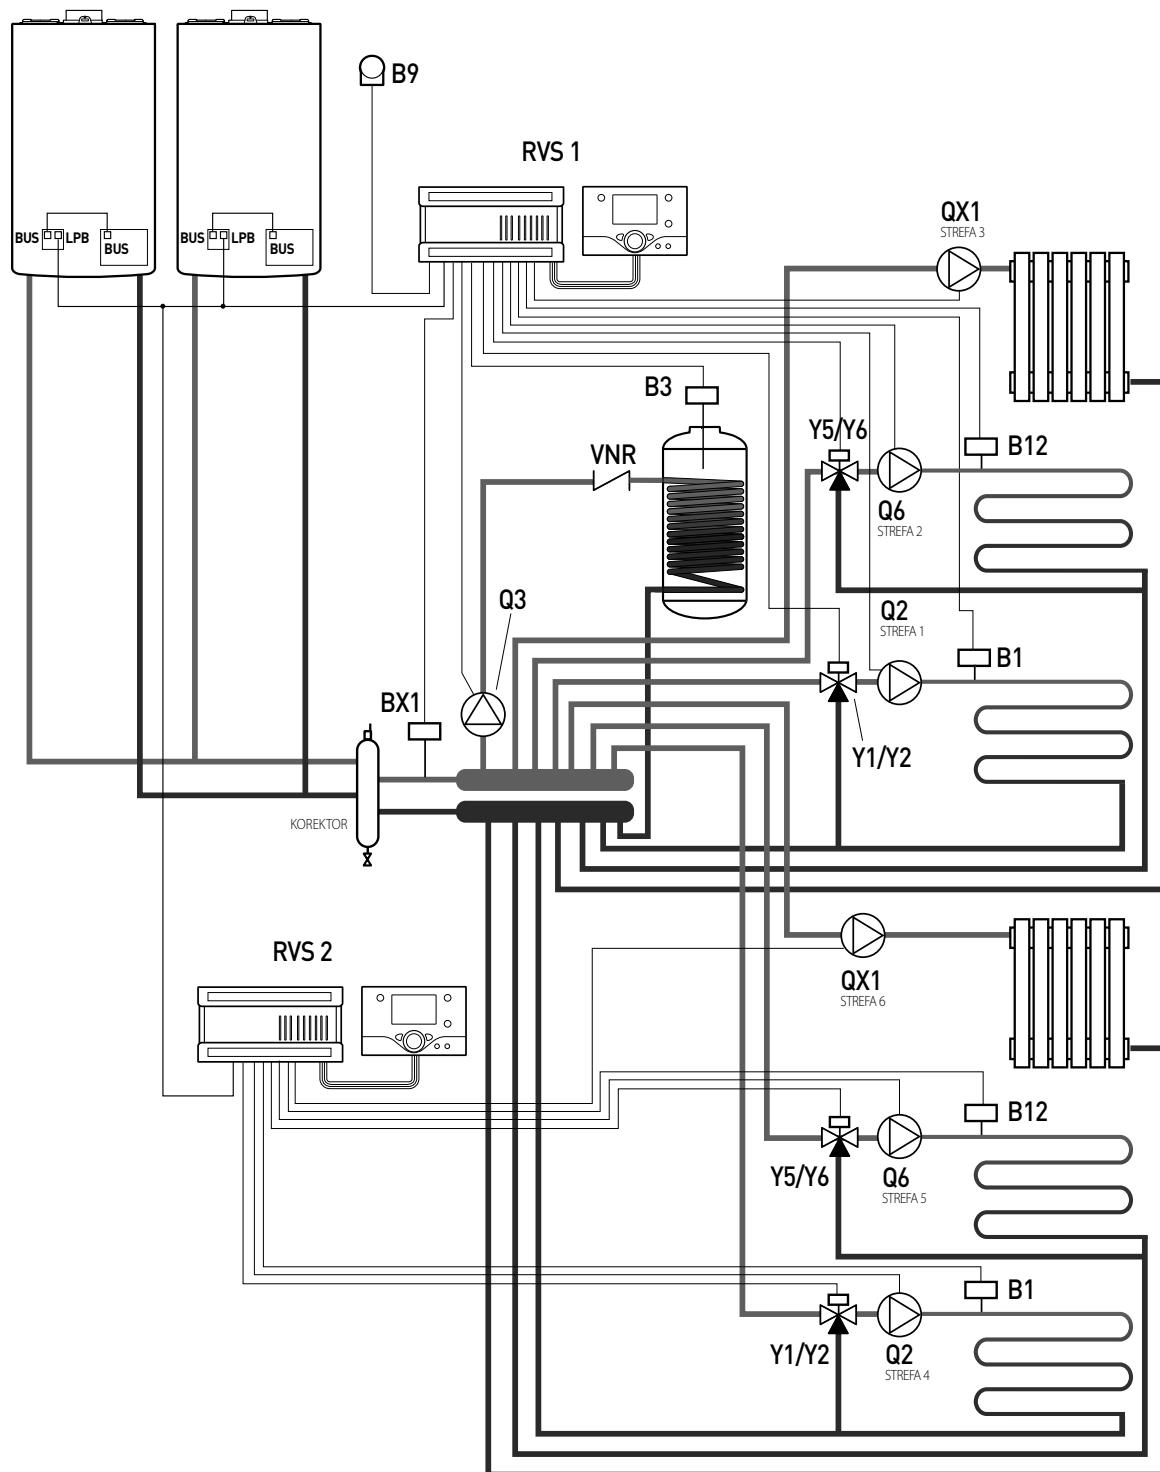 B9
RVS 1
BUS
LPB
BUS
BUS
LPB
BUS
QX1
STREFA 3
B3
Y5/Y6
B12
VNR
Q6
STREFA 2
Q3
Q2
STREFA 1
B1
BX1
Y1/Y2
KOREKTOR
RVS 2
QX1
STREFA 6
B12
Y5/Y6
Q6
STREFA 5
B1
Y1/Y2
Q2
STREFA 4